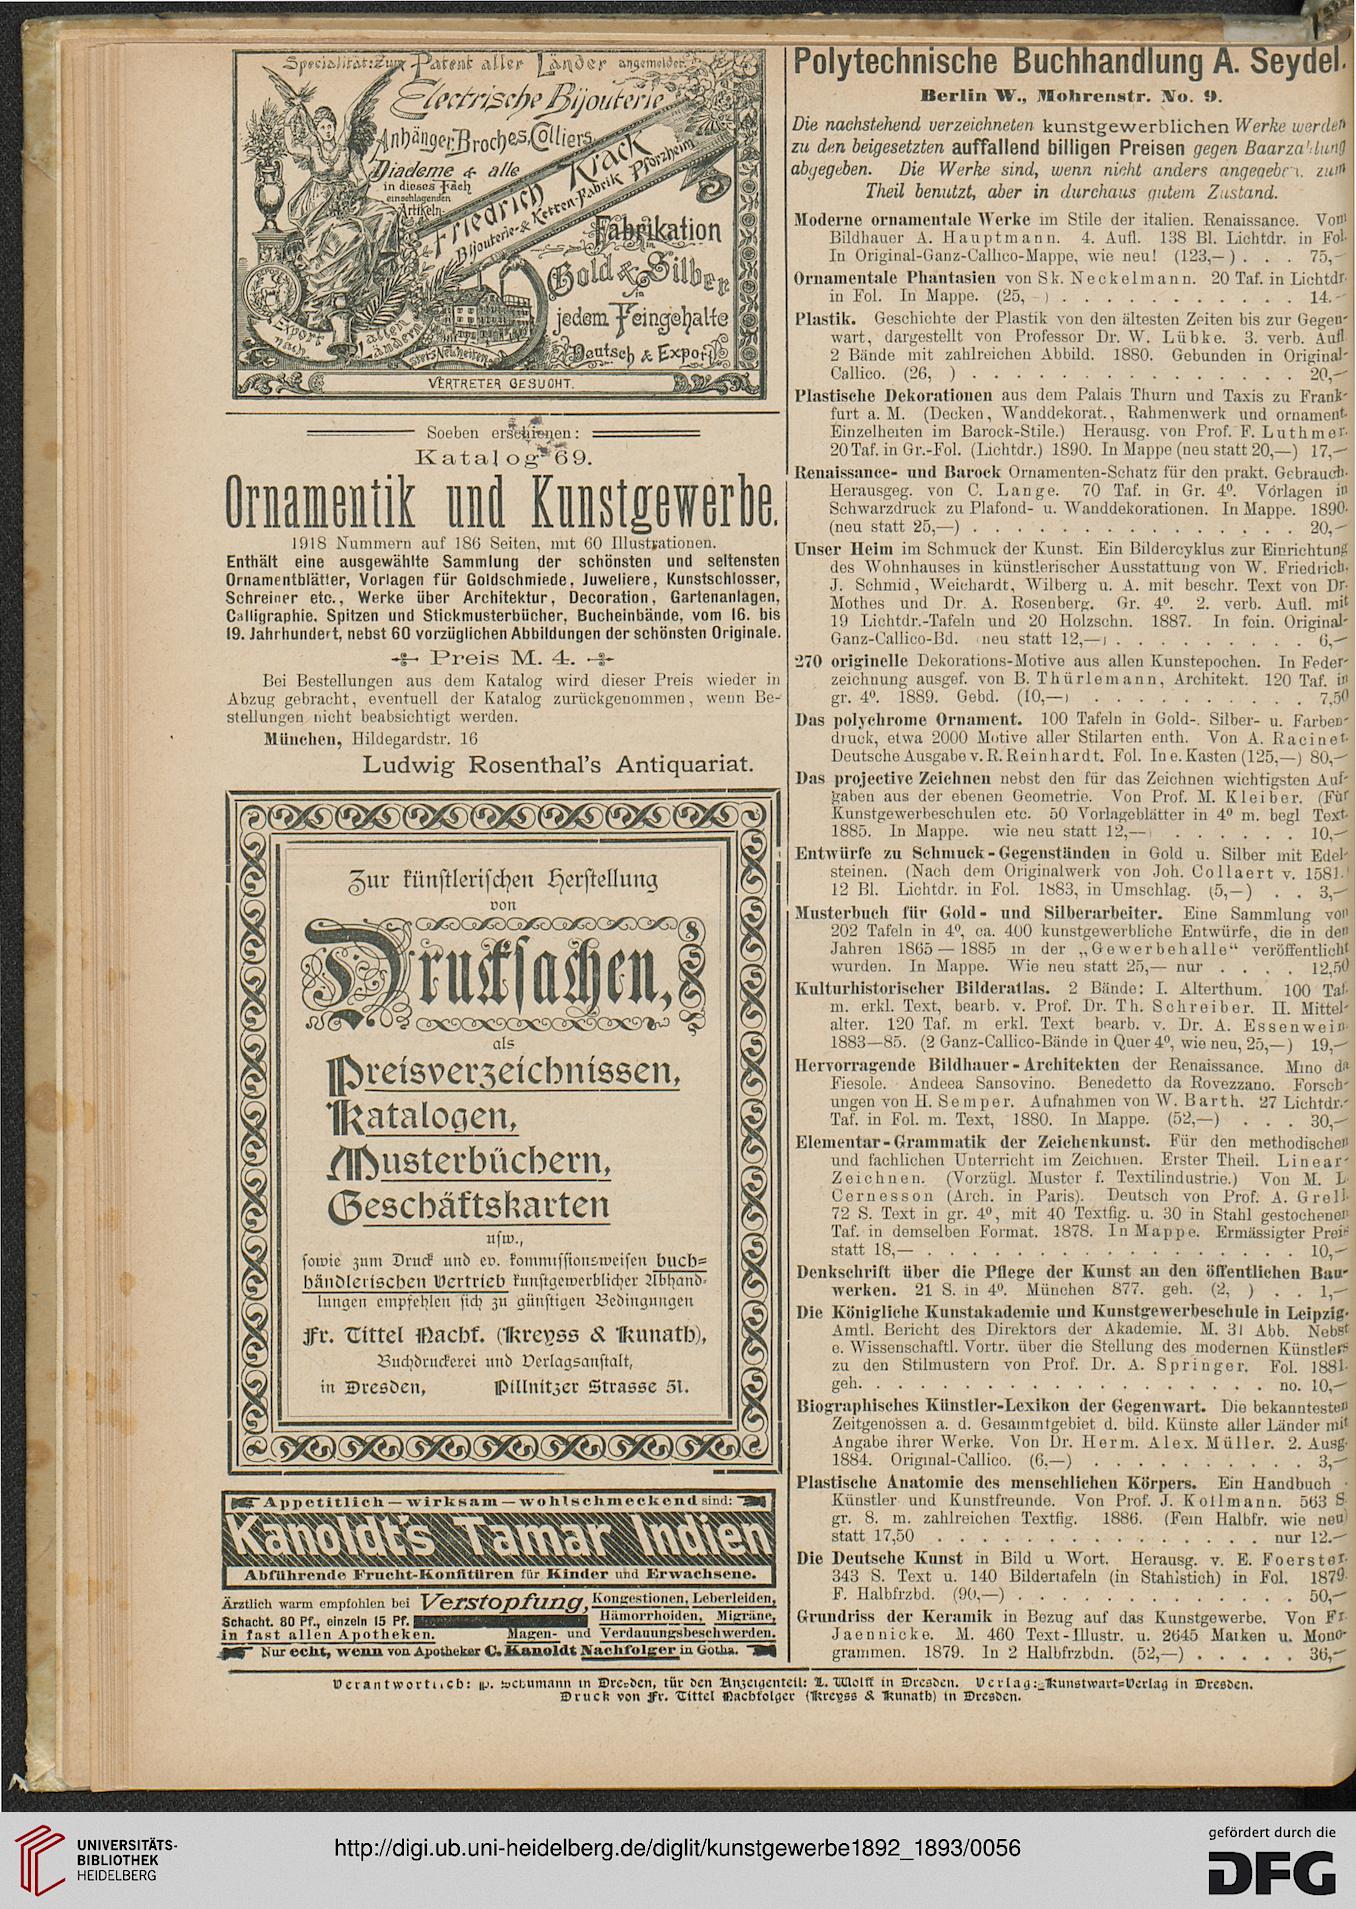 Specialität: Zum Patent aller Länder angemeldet.
Electrische Bijouterie
Anhänger, Broches, Colliers
Diademe & alle
in dieses Fach
einschlagenden
Artikeln
Friedrich Krack
Bijouterie- & Ketten-Fabrik Pforzheim
Fabrikation
in
Gold & Silber
in
jedem Feingehalte
Deutsch & Export
Export
nach
allen
Ländern
stets Neuheiten
VERTRETER GESUCHT.
Soeben erschienen:
Katalog 69.
Ornamentik und Kunstgewerbe.
1918 Nummern auf 186 Seiten, mit 60 Illustrationen.
Enthält eine ausgewählte Sammlung der schönsten und seltensten
Ornamentblätter, Vorlagen für Goldschmiede, Juweliere, Kunstschlosser,
Schreiner etc., Werke über Architektur, Decoration, Gartenanlagen,
Calligraphie, Spitzen und Stickmusterbücher, Bucheinbände, vom 16. bis
19. Jahrhundert, nebst 60 vorzüglichen Abbildungen der schönsten Originale.
Preis M. 4.
Bei Bestellungen aus dem Katalog wird dieser Preis wieder in
Abzug gebracht, eventuell der Katalog zurückgenommen, wenn Be-
stellungen nicht beabsichtigt werden.
München, Hildegardstr. 16
Ludwig Rosenthal's Antiquariat.
Zur künstlerischen Herstellung
von
Drucksachen,
als
Preisverzeichnissen,
Katalogen,
Musterbüchern,
Geschäftskarten
usw.,
sowie zum Druck und ev. kommissionsweisen buch-
händlerischen Vertrieb kunstgewerblicher Abhand-
lungen empfehlen sich zu günstigen Bedingungen
Fr. Tittel Nachf. (Kreyss & Kunath),
Buchdruckerei und Verlagsanstalt,
in Dresden, Pillnitzer Strasse 51.
Appetitlich — wirksam — wohlschmeckend sind:
Kanoldt's Tamar Indien
Abführende Frucht-Konfitüren für Kinder und Erwachsene.
Ärztlich warm empfohlen bei Verstopfung, Kongestionen, Leberleiden,
Schacht. 80 Pf., einzeln 15 Pf. Hämorrhoiden, Migräne,
in fast allen Apotheken. Magen- und Verdauungsbeschwerden.
Nur echt, wenn von Apotheker C. Kanoldt Nachfolger in Gotha.
Polytechnische Buchhandlung A. Seydel.
Berlin W., Mohrenstr. No. 9.
Die nachstehend verzeichneten kunstgewerblichen Werke werden
zu den beigesetzten auffallend billigen Preisen gegen Baarzahlung
abgegeben. Die Werke sind, wenn nicht anders angegeben, zum
Theil benutzt, aber in durchaus gutem Zustand.
Moderne ornamentale Werke im Stile der italien. Renaissance. Vom
Bildhauer A. Hauptmann. 4. Aufl. 138 Bl. Lichtdr. in Fol.
In Original-Ganz-Callico-Mappe, wie neu! (123,—) . . . 75,—
Ornamentale Phantasien von Sk. Neckelmann. 20 Taf. in Lichtdr.
in Fol. In Mappe. (25, —) . . . . . . . . . . . . 14.—
Plastik. Geschichte der Plastik von den ältesten Zeiten bis zur Gegen-
wart, dargestellt von Professor Dr. W. Lübke. 3. verb. Aufl
2 Bände mit zahlreichen Abbild. 1880. Gebunden in Original-
Callico. (26, ) . . . . . . . . . . . . . . . 20,—
Plastische Dekorationen aus dem Palais Thurn und Taxis zu Frank-
furt a. M. (Decken, Wanddekorat., Rahmenwerk und ornament.
Einzelheiten im Barock-Stile.) Herausg. von Prof. F. Luthmer.
20 Taf. in Gr.-Fol. (Lichtdr.) 1890. In Mappe (neu statt 20,—) 17,—
Renaissance- und Barock Ornamenten-Schatz für den prakt. Gebrauch.
Herausgeg. von C. Lange. 70 Taf. in Gr. 4⁰. Vorlagen in
Schwarzdruck zu Plafond- u. Wanddekorationen. In Mappe. 1890.
(neu statt 25,—) . . . . . . . . . . . . . . . 20,—
Unser Heim im Schmuck der Kunst. Ein Bildercyklus zur Einrichtung
des Wohnhauses in künstlerischer Ausstattung von W. Friedrich.
J. Schmid, Weichardt, Wilberg u. A. mit beschr. Text von Dr.
Mothes und Dr. A. Rosenberg. Gr. 4⁰. 2. verb. Aufl. mit
19 Lichtdr.-Tafeln und 20 Holzschn. 1887. In fein. Original-
Ganz-Callico-Bd. (neu statt 12,—) . . . . . . . . . 6,—
270 originelle Dekorations-Motive aus allen Kunstepochen. In Feder-
zeichnung ausgef. von B. Thürlemann, Architekt. 120 Taf. in
gr. 4⁰. 1889. Gebd. (10,—) . . . . . . . . . . 7,50
Das polychrome Ornament. 100 Tafeln in Gold-. Silber- u. Farben-
druck, etwa 2000 Motive aller Stilarten enth. Von A. Racinet.
Deutsche Ausgabe v. R. Reinhardt. Fol. In e. Kasten (125,—) 80,—
Das projective Zeichnen nebst den für das Zeichnen wichtigsten Auf-
gaben aus der ebenen Geometrie. Von Prof. M. Kleiber. (Für
Kunstgewerbeschulen etc. 50 Vorlageblätter in 4⁰ m. begl Text.
1885. In Mappe. wie neu statt 12,— . . . . . . 10,—
Entwürfe zu Schmuck-Gegenständen in Gold u. Silber mit Edel-
steinen. (Nach dem Originalwerk von Joh. Collaert v. 1581.)
12 Bl. Lichtdr. in Fol. 1883, in Umschlag. (5,—) . . 3,—
Musterbuch für Gold- und Silberarbeiter. Eine Sammlung von
202 Tafeln in 4⁰, ca. 400 kunstgewerbliche Entwürfe, die in den
Jahren 1865—1885 in der „Gewerbehalle“ veröffentlicht
wurden. In Mappe. Wie neu statt 25,— nur . . . . 12,50
Kulturhistorischer Bilderatlas. 2 Bände: I. Alterthum. 100 Taf.
m. erkl. Text, bearb. v. Prof. Dr. Th. Schreiber. II. Mittel-
alter. 120 Taf. m erkl. Text bearb. v. Dr. A. Essenwein.
1883—85. (2 Ganz-Callico-Bände in Quer 4⁰, wie neu, 25,—) 19,—
Hervorragende Bildhauer-Architekten der Renaissance. Mino da
Fiesole. Andeea Sansovino. Benedetto da Rovezzano. Forsch-
ungen von H. Semper. Aufnahmen von W. Barth. 27 Lichtdr.-
Taf. in Fol. m. Text, 1880. In Mappe. (52,—) . . . 30,—
Elementar-Grammatik der Zeichenkunst. Für den methodischen
und fachlichen Unterricht im Zeichnen. Erster Theil. Linear-
Zeichnen. (Vorzügl. Muster f. Textilindustrie.) Von M. L
Cernesson (Arch. in Paris). Deutsch von Prof. A. Grell.
72 S. Text in gr. 4⁰, mit 40 Textfig. u. 30 in Stahl gestochenen
Taf. in demselben Format. 1878. In Mappe. Ermässigter Preis
statt 18,— . . . . . . . . . . . . . . . . . 10,—
Denkschrift über die Pflege der Kunst an den öffentlichen Bau-
werken. 21 S. in 4⁰. München 877. geh. (2, ) . . 1,—
Die Königliche Kunstakademie und Kunstgewerbeschule in Leipzig.
Amtl. Bericht des Direktors der Akademie. M. 31 Abb. Nebst
e. Wissenschaftl. Vortr. über die Stellung des modernen Künstlers
zu den Stilmustern von Prof. Dr. A. Springer. Fol. 1881.
geh. . . . . . . . . . . . . . . . . . . no. 10,—
Biographisches Künstler-Lexikon der Gegenwart. Die bekanntesten
Zeitgenossen a. d. Gesammtgebiet d. bild. Künste aller Länder mit
Angabe ihrer Werke. Von Dr. Herm. Alex. Müller. 2. Ausg.
1884. Original-Callico. (6,—) . . . . . . . . . . 3,—
Plastische Anatomie des menschlichen Körpers. Ein Handbuch
Künstler und Kunstfreunde. Von Prof. J. Kollmann. 563 S
gr. 8. m. zahlreichen Textfig. 1886. (Fein Halbfr. wie neu)
statt 17,50 . . . . . . . . . . . . . . nur 12.—
Die Deutsche Kunst in Bild u Wort. Herausg. v. E. Foerster.
343 S. Text u. 140 Bildertafeln (in Stahlstich) in Fol. 1879.
F. Halbfrzbd. (90,—) . . . . . . . . . . . . . 50,—
Grundriss der Keramik in Bezug auf das Kunstgewerbe. Von Fr.
Jaennicke. M. 460 Text-Illustr. u. 2645 Marken u. Mono-
grammen. 1879. In 2 Halbfrzbdn. (52,—) . . . . . 36,—
Verantwortlich: P. Schumann in Dresden, für den Anzeigenteil: A. Wolff in Dresden. Verlag: Kunstwart-Verlag in Dresden.
Druck von Fr. Tittel Nachfolger (Kreyss & Kunath) in Dresden.
UNIVERSITÄTS-
BIBLIOTHEK
HEIDELBERG
http://digi.ub.uni-heidelberg.de/diglit/kunstgewerbe1892_1893/0056
gefördert durch die
DFG